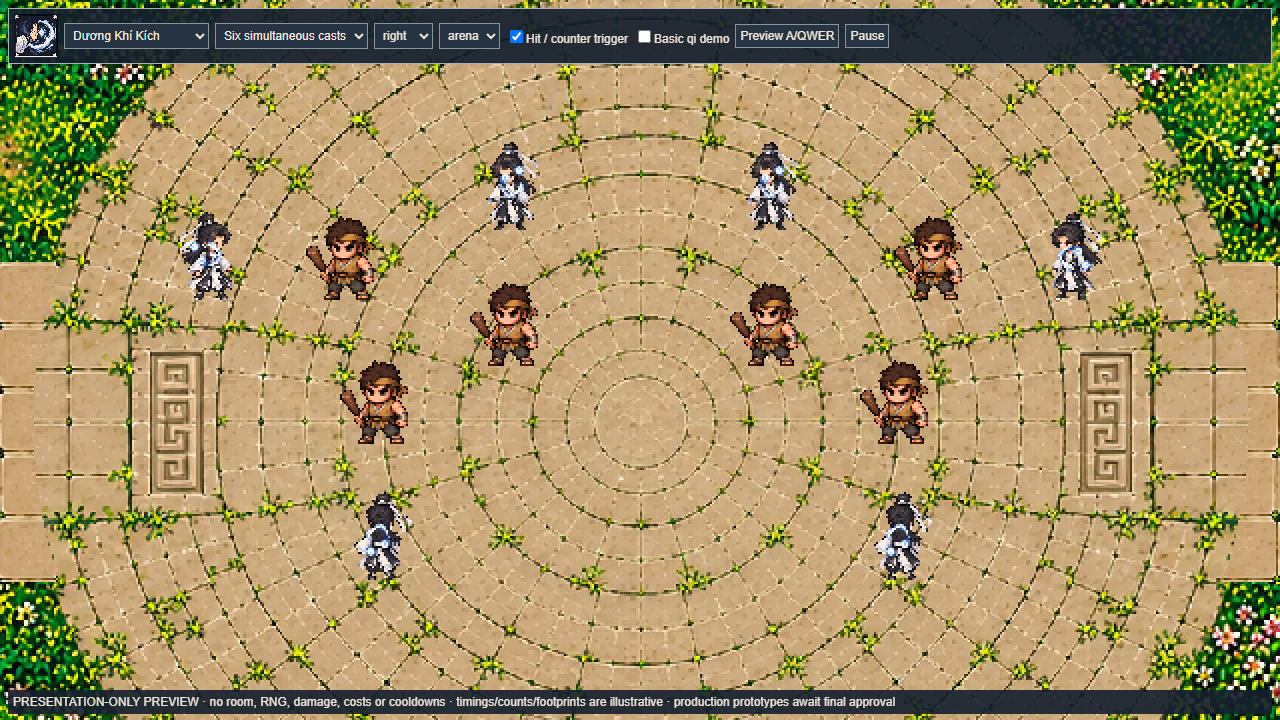 Dương Khí Kích Six simultaneous casts right arena Hit / counter trigger Basic qi demo Preview A/QWER Pause
PRESENTATION-ONLY PREVIEW · no room, RNG, damage, costs or cooldowns · timings/counts/footprints are illustrative · production prototypes await final approval